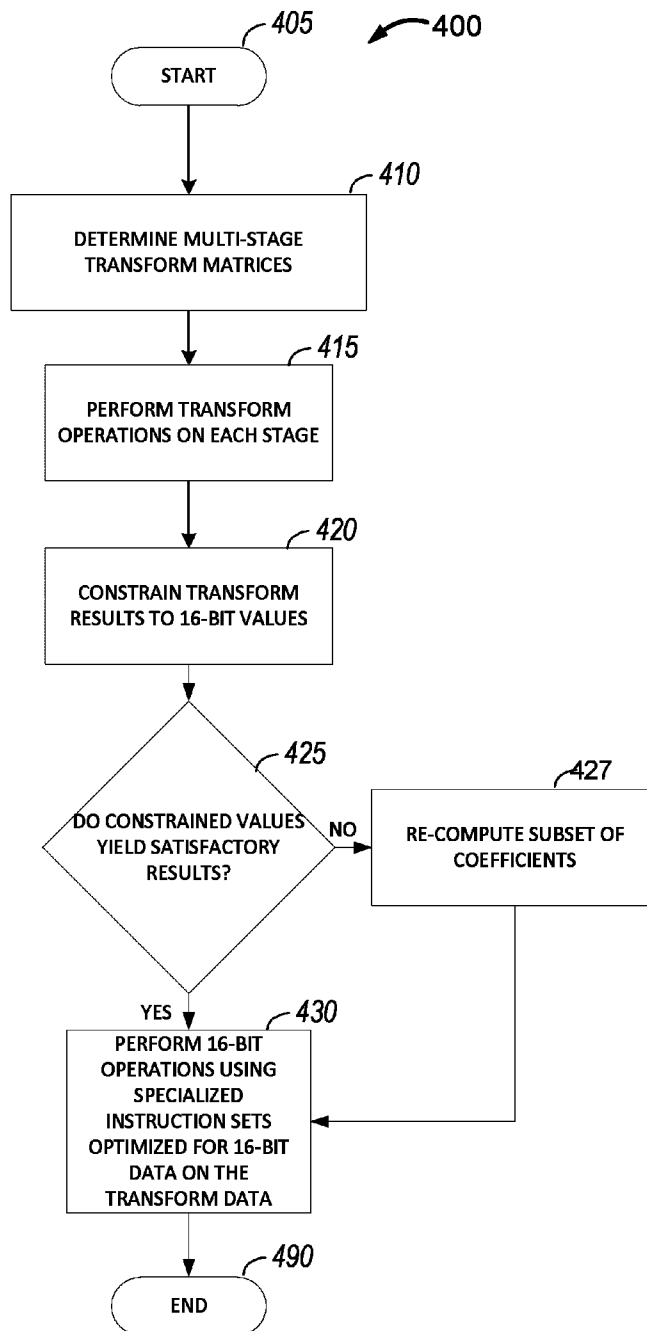 405
400
START
410
DETERMINE MULTI-STAGE
TRANSFORM MATRICES
415
PERFORM TRANSFORM
OPERATIONS ON EACH STAGE
420
CONSTRAIN TRANSFORM
RESULTS TO 16-BIT VALUES
425
DO CONSTRAINED VALUES
YIELD SATISFACTORY
RESULTS?
NO
427
RE-COMPUTE SUBSET OF
COEFFICIENTS
YES
430
PERFORM 16-BIT
OPERATIONS USING
SPECIALIZED
INSTRUCTION SETS
OPTIMIZED FOR 16-BIT
DATA ON THE
TRANSFORM DATA
490
END